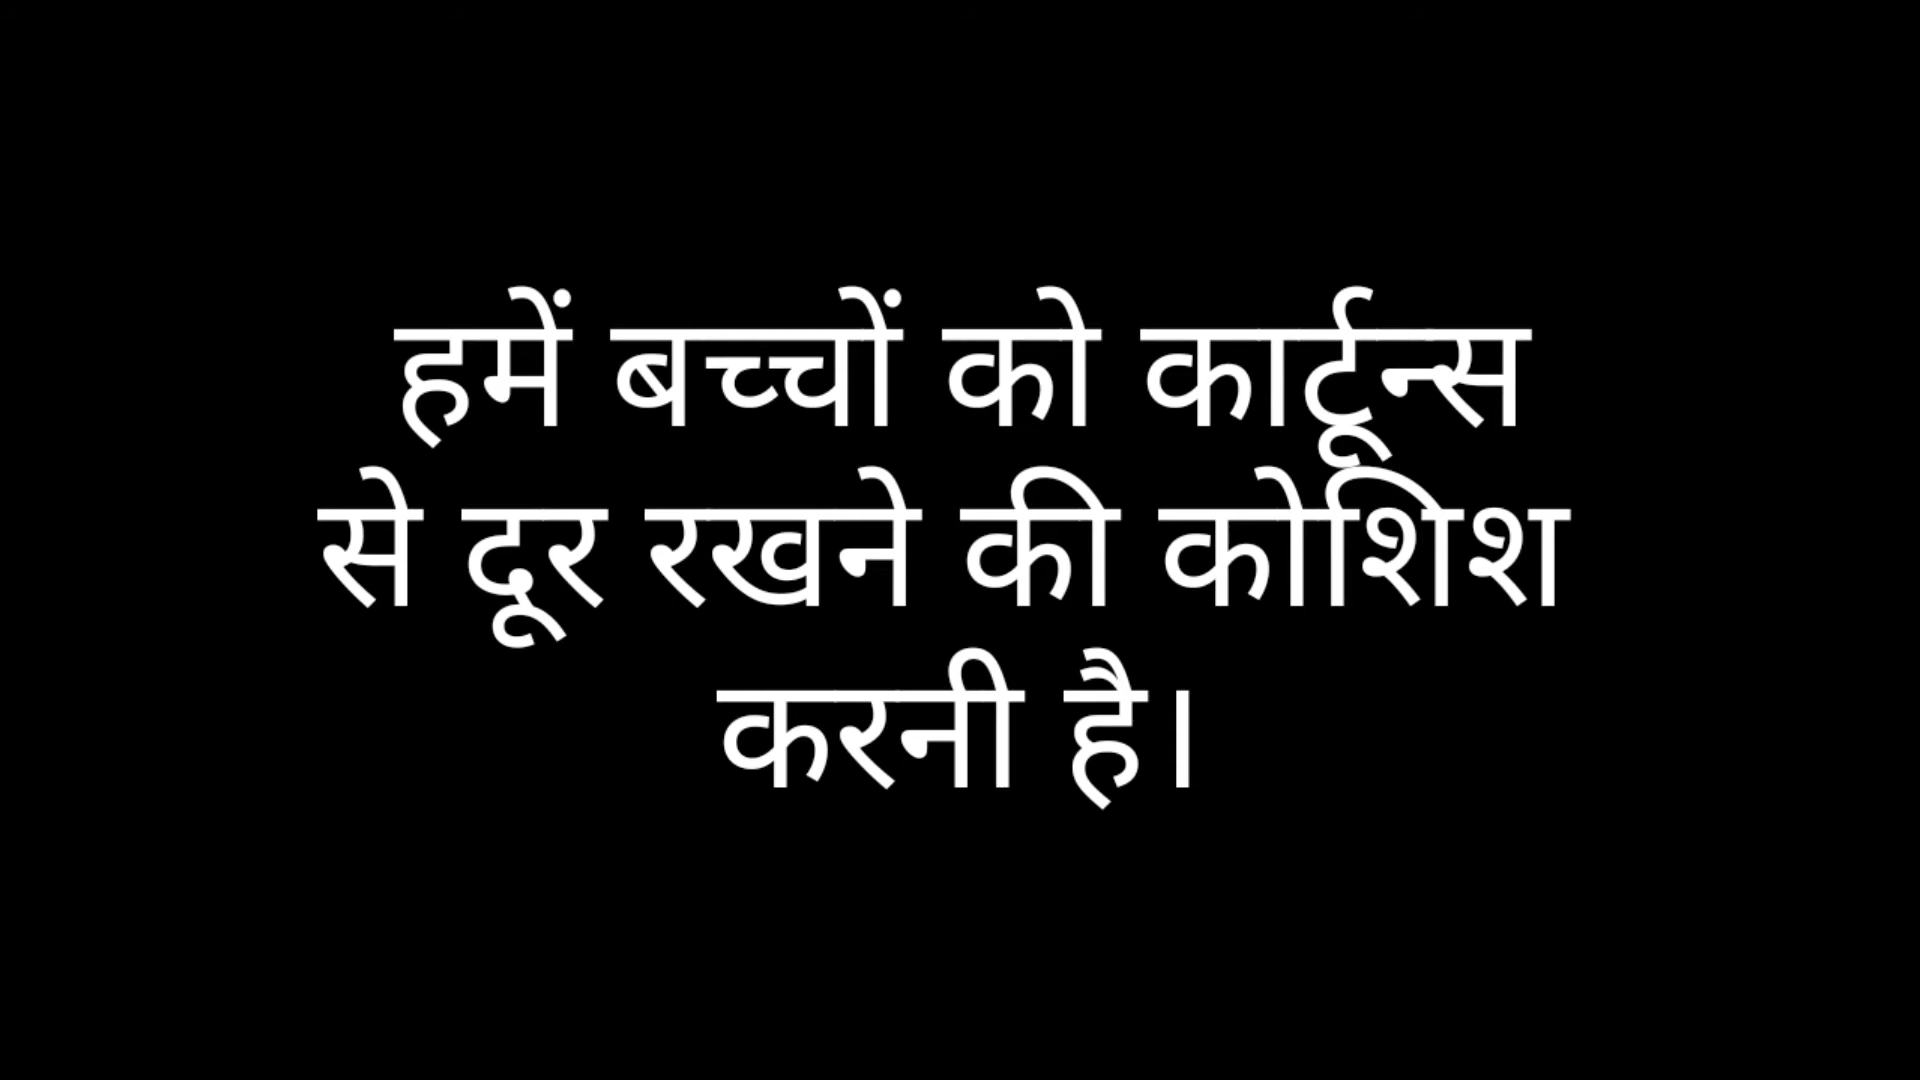 हमें बच्चों को कार्टून्स
से दूर रखने की कोशिश
करनी है।